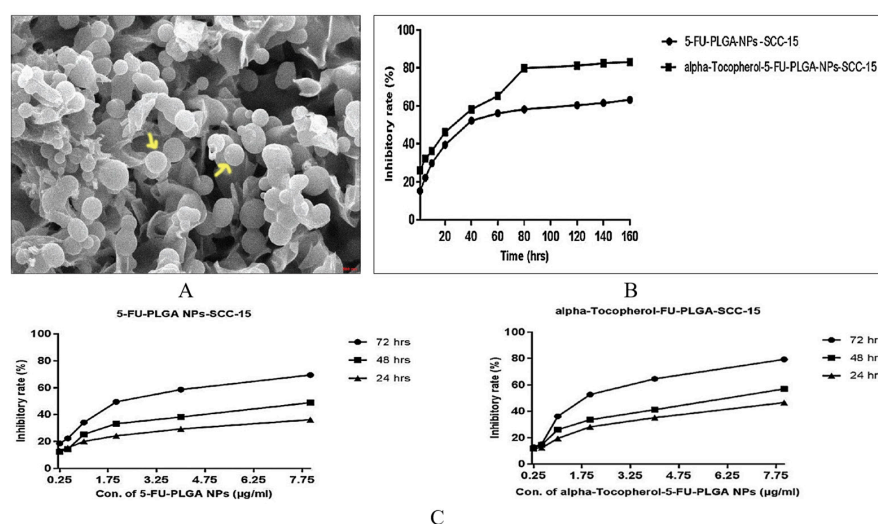 A
5-FU-PLGA-NPs-SCC-15
alpha-Tocopherol-5-FU-PLGA-NPs-SCC-15
Inhibitory rate (%)
100
80
60
40
20
0
20 40 60 80 100 120 140 160
Time (hrs)
B
5-FU-PLGA NPs-SCC-15
72 hrs
48 hrs
24 hrs
Inhibitory rate (%)
100
80
60
40
20
0
0.25 1.75 3.25 4.75 6.25 7.75
Con. of 5-FU-PLGA NPs (µg/ml)
alpha-Tocopherol-FU-PLGA-SCC-15
72 hr
48 hr
24 hr
Inhibitory rate (%)
100
80
60
40
20
0
0.25 1.75 3.25 4.75 6.25 7.75
Con. of alpha-Tocopherol-5-FU-PLGA NPs (µg/ml)
C